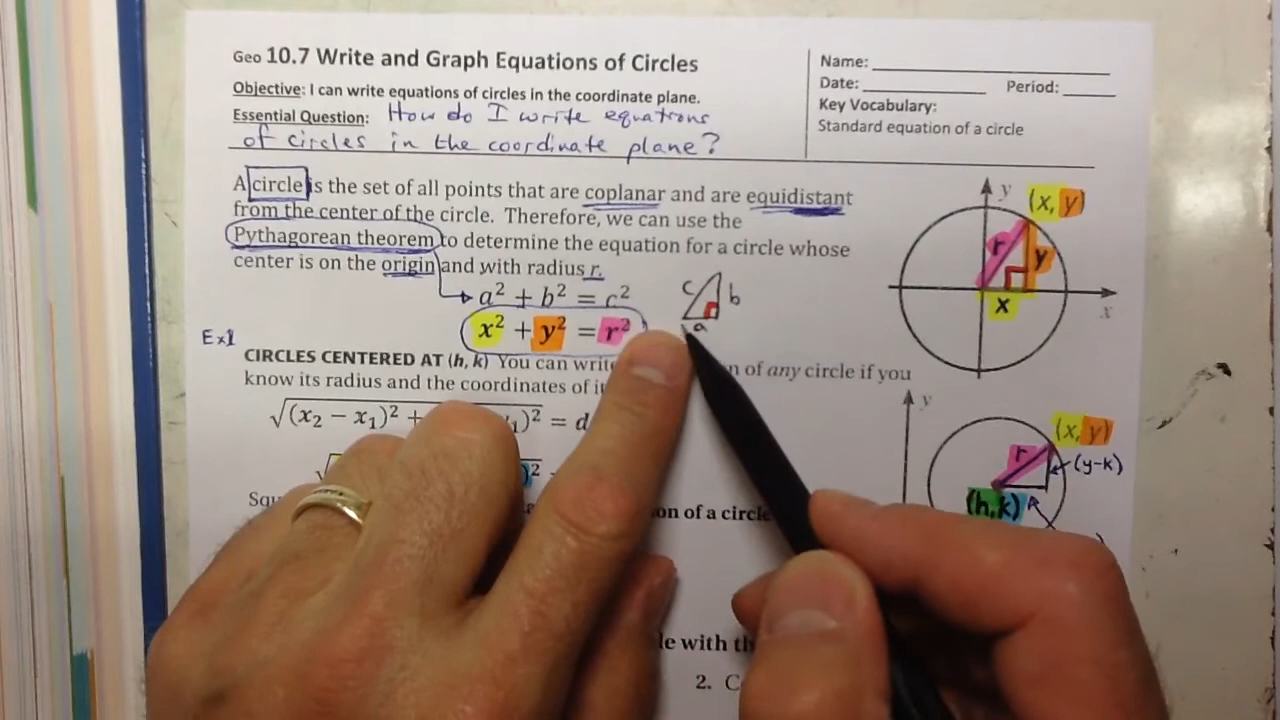 Geo 10.7 Write and Graph Equations of Circles
Objective: I can write equations of circles in the coordinate plane.
Essential Question: How do I write equations
of circles in the coordinate plane?
Name:
Date: Period:
Key Vocabulary:
Standard equation of a circle
A circle is the set of all points that are coplanar and are equidistant
from the center of the circle. Therefore, we can use the
Pythagorean theorem to determine the equation for a circle whose
center is on the origin and with radius r.
a² + b² = c²
x² + y² = r²
c b
a
y
(x, y)
r y
x
x
Ex1
CIRCLES CENTERED AT (h, k) You can of any circle if you
know its radius and the coordinates of
√(x₂ − x₁)² + )² = d
)²
y
(x, y)
r
(y-k)
(h,k)
of a circle
with
2.